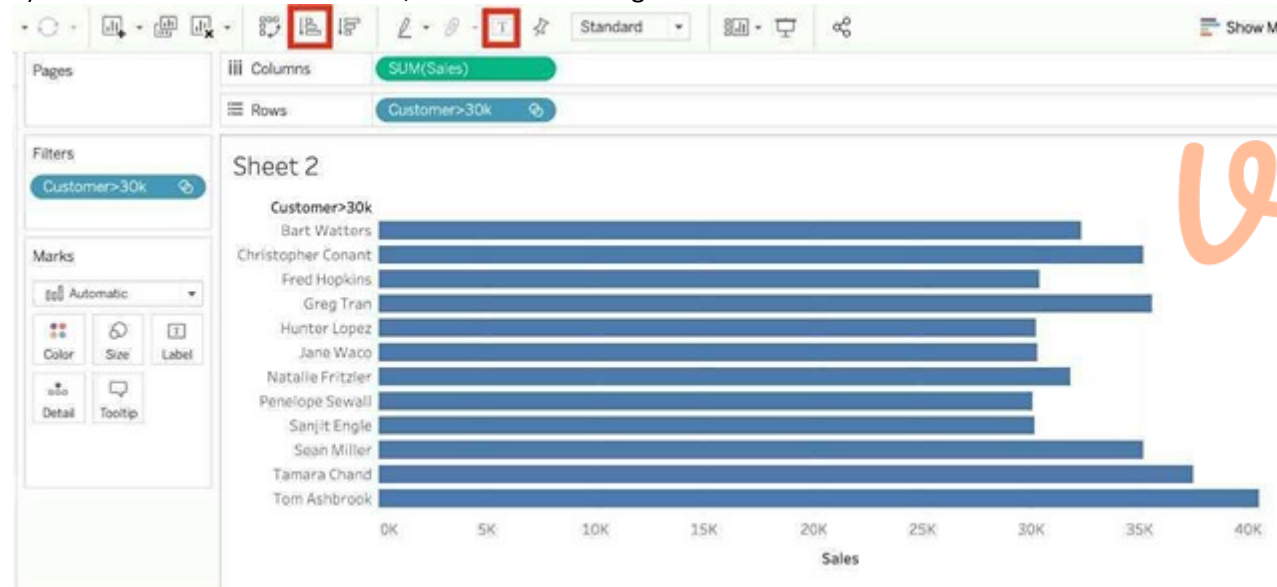 Standard
Show M
Pages
Columns
SUM(Sales)
Rows
Customer>30k
Filters
Customer>30k
Sheet 2
Customer>30k
Bart Watters
Christopher Conant
Fred Hopkins
Greg Tran
Hunter Lopez
Jane Waco
Natalie Fritzler
Penelope Sewall
Sanjit Engle
Sean Miller
Tamara Chand
Tom Ashbrook
Marks
Automatic
Color Size Label
Detail Tooltip
0K 5K 10K 15K 20K 25K 30K 35K 40K
Sales